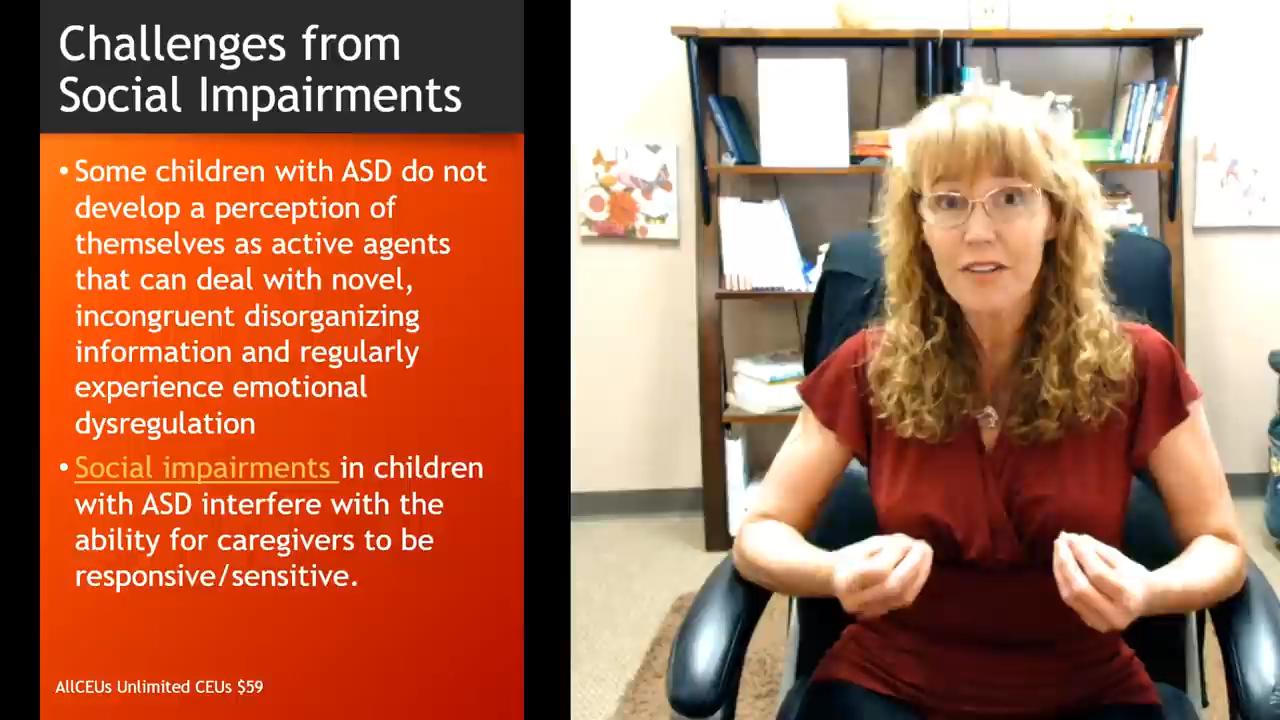 Challenges from
Social Impairments
• Some children with ASD do not
develop a perception of
themselves as active agents
that can deal with novel,
incongruent disorganizing
information and regularly
experience emotional
dysregulation
• Social impairments in children
with ASD interfere with the
ability for caregivers to be
responsive/sensitive.
AllCEUs Unlimited CEUs $59